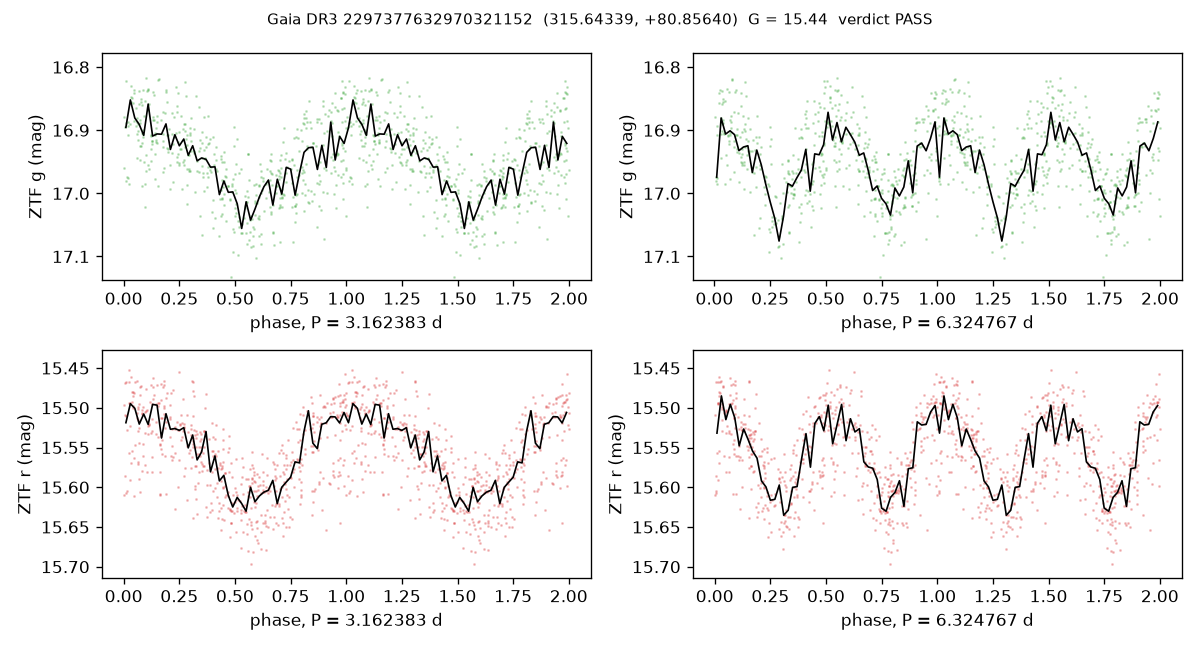 Gaia DR3 2297377632970321152 (315.64339, +80.85640) G = 15.44 verdict PASS
ZTF g (mag)
16.8
16.9
17.0
17.1
0.00 0.25 0.50 0.75 1.00 1.25 1.50 1.75 2.00
phase, P = 3.162383 d
ZTF g (mag)
16.8
16.9
17.0
17.1
0.00 0.25 0.50 0.75 1.00 1.25 1.50 1.75 2.00
phase, P = 6.324767 d
ZTF r (mag)
15.45
15.50
15.55
15.60
15.65
15.70
0.00 0.25 0.50 0.75 1.00 1.25 1.50 1.75 2.00
phase, P = 3.162383 d
ZTF r (mag)
15.45
15.50
15.55
15.60
15.65
15.70
0.00 0.25 0.50 0.75 1.00 1.25 1.50 1.75 2.00
phase, P = 6.324767 d